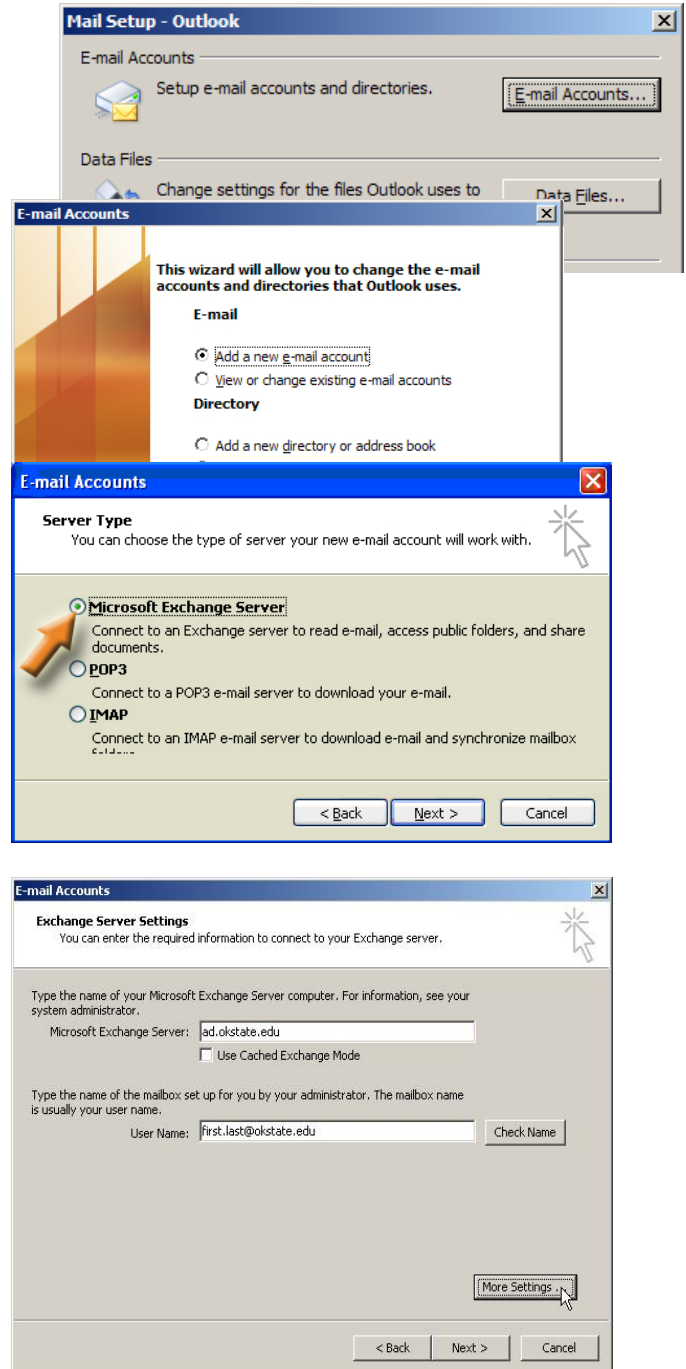 Mail Setup - Outlook
E-mail Accounts
Setup e-mail accounts and directories.
E-mail Accounts...
Data Files
Change settings for the files Outlook uses to
Data Files...
E-mail Accounts
This wizard will allow you to change the e-mail
accounts and directories that Outlook uses.
E-mail
Add a new e-mail account
View or change existing e-mail accounts
Directory
Add a new directory or address book
E-mail Accounts
Server Type
You can choose the type of server your new e-mail account will work with.
Microsoft Exchange Server
Connect to an Exchange server to read e-mail, access public folders, and share
documents.
POP3
Connect to a POP3 e-mail server to download your e-mail.
IMAP
Connect to an IMAP e-mail server to download e-mail and synchronize mailbox
< Back
Next >
Cancel
E-mail Accounts
Exchange Server Settings
You can enter the required information to connect to your Exchange server.
Type the name of your Microsoft Exchange Server computer. For information, see your
system administrator.
Microsoft Exchange Server: ad.okstate.edu
Use Cached Exchange Mode
Type the name of the mailbox set up for you by your administrator. The mailbox name
is usually your user name.
User Name: first.last@okstate.edu
Check Name
More Settings ...
< Back
Next >
Cancel